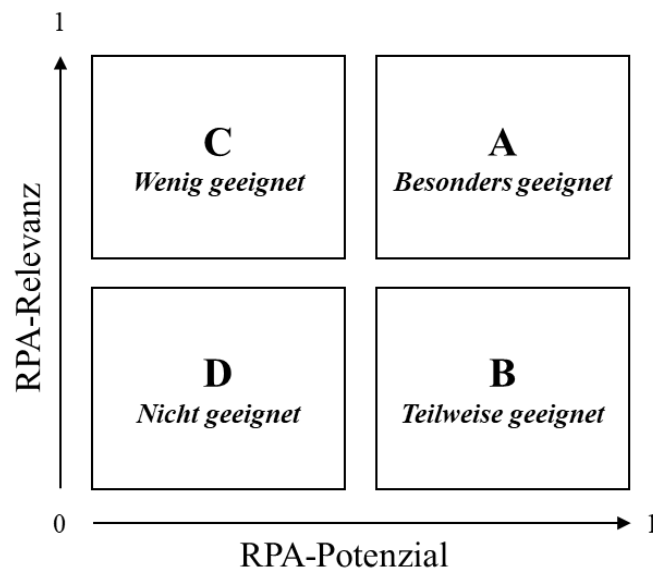 1
C
Wenig geeignet
A
Besonders geeignet
RPA-Relevanz
D
Nicht geeignet
B
Teilweise geeignet
0
1
RPA-Potenzial